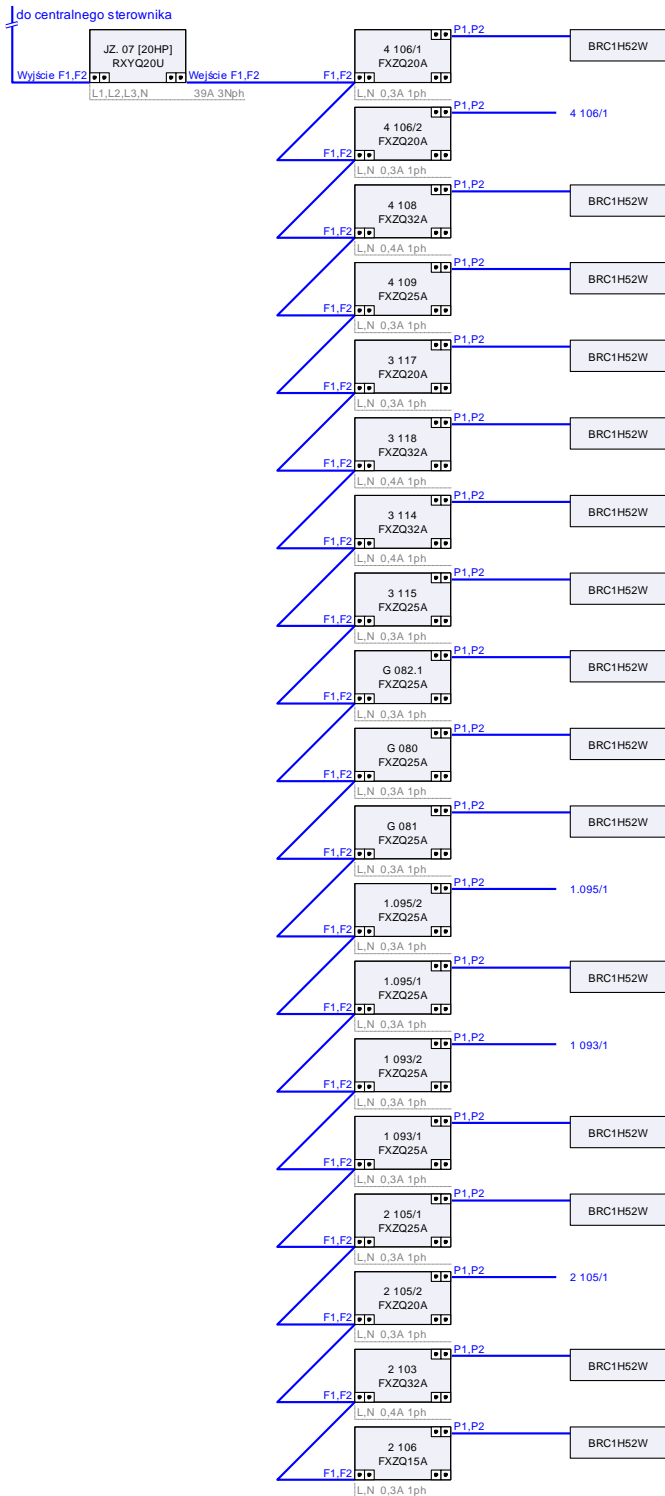 do centralnego sterownika
JZ. 07 [20HP]
RXYQ20U
Wyjście F1,F2
Wejście F1,F2
L1,L2,L3,N 39A 3Nph
P1,P2
4 106/1
FXZQ20A
BRC1H52W
F1,F2
L,N 0,3A 1ph
P1,P2
4 106/2
FXZQ20A
4 106/1
F1,F2
L,N 0,3A 1ph
P1,P2
4 108
FXZQ32A
BRC1H52W
F1,F2
L,N 0,4A 1ph
P1,P2
4 109
FXZQ25A
BRC1H52W
F1,F2
L,N 0,3A 1ph
P1,P2
3 117
FXZQ20A
BRC1H52W
F1,F2
L,N 0,3A 1ph
P1,P2
3 118
FXZQ32A
BRC1H52W
F1,F2
L,N 0,4A 1ph
P1,P2
3 114
FXZQ32A
BRC1H52W
F1,F2
L,N 0,4A 1ph
P1,P2
3 115
FXZQ25A
BRC1H52W
F1,F2
L,N 0,3A 1ph
P1,P2
G 082.1
FXZQ25A
BRC1H52W
F1,F2
L,N 0,3A 1ph
P1,P2
G 080
FXZQ25A
BRC1H52W
F1,F2
L,N 0,3A 1ph
P1,P2
G 081
FXZQ25A
BRC1H52W
F1,F2
L,N 0,3A 1ph
P1,P2
1.095/2
FXZQ25A
1.095/1
F1,F2
L,N 0,3A 1ph
P1,P2
1.095/1
FXZQ25A
BRC1H52W
F1,F2
L,N 0,3A 1ph
P1,P2
1 093/2
FXZQ25A
1 093/1
F1,F2
L,N 0,3A 1ph
P1,P2
1 093/1
FXZQ25A
BRC1H52W
F1,F2
L,N 0,3A 1ph
P1,P2
2 105/1
FXZQ25A
BRC1H52W
F1,F2
L,N 0,3A 1ph
P1,P2
2 105/2
FXZQ20A
2 105/1
F1,F2
L,N 0,3A 1ph
P1,P2
2 103
FXZQ32A
BRC1H52W
F1,F2
L,N 0,4A 1ph
P1,P2
2 106
FXZQ15A
BRC1H52W
F1,F2
L,N 0,3A 1ph